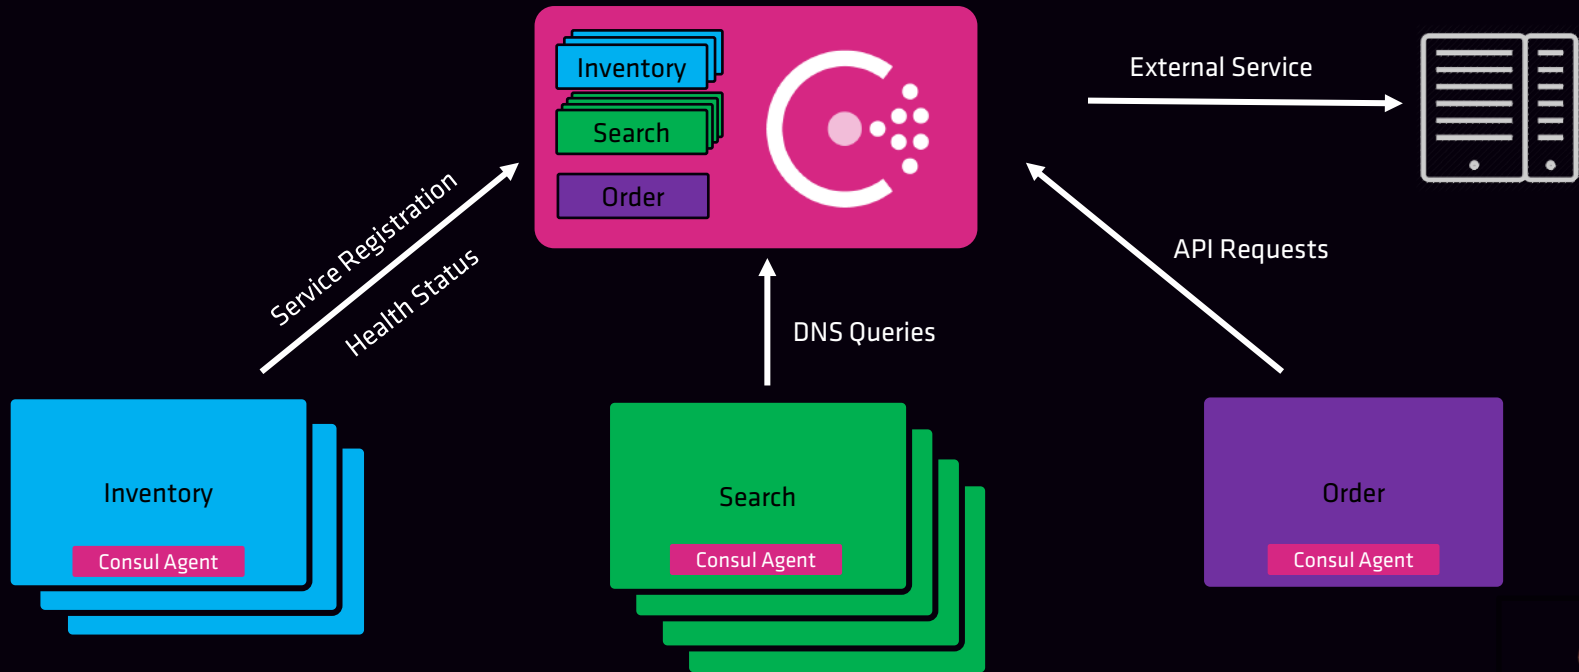 Inventory
Search
Order
External Service
Service Registration
Health Status
DNS Queries
API Requests
Inventory
Consul Agent
Search
Consul Agent
Order
Consul Agent